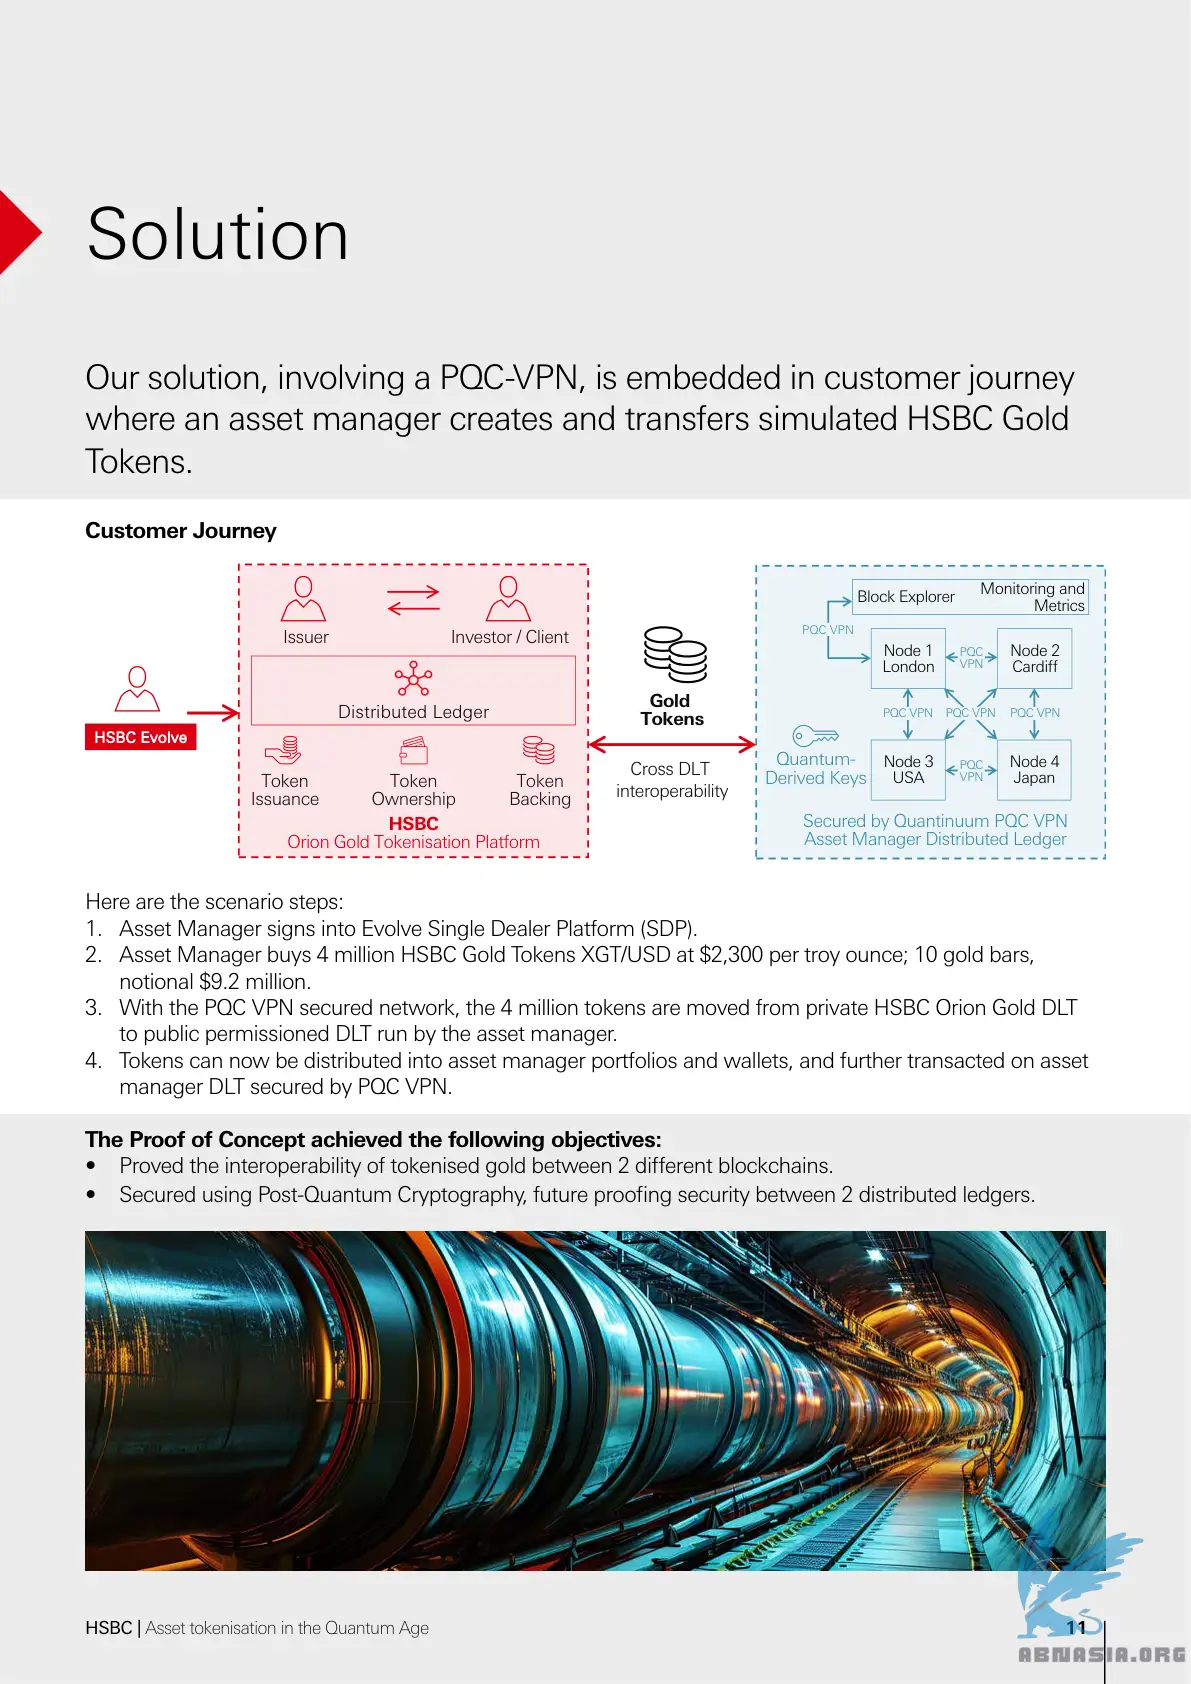 Solution
Our solution, involving a PQC-VPN, is embedded in customer journey
where an asset manager creates and transfers simulated HSBC Gold
Tokens.
Customer Journey
HSBC Evolve
Issuer
Investor / Client
Distributed Ledger
Token
Issuance
Token
Ownership
Token
Backing
HSBC
Orion Gold Tokenisation Platform
Gold
Tokens
Cross DLT
interoperability
Block Explorer
Monitoring and
Metrics
PQC VPN
Node 1
London
PQC
VPN
Node 2
Cardiff
PQC VPN
PQC VPN
PQC VPN
Quantum-
Derived Keys
Node 3
USA
PQC
VPN
Node 4
Japan
Secured by Quantinuum PQC VPN
Asset Manager Distributed Ledger
Here are the scenario steps:
1. Asset Manager signs into Evolve Single Dealer Platform (SDP).
2. Asset Manager buys 4 million HSBC Gold Tokens XGT/USD at $2,300 per troy ounce; 10 gold bars,
notional $9.2 million.
3. With the PQC VPN secured network, the 4 million tokens are moved from private HSBC Orion Gold DLT
to public permissioned DLT run by the asset manager.
4. Tokens can now be distributed into asset manager portfolios and wallets, and further transacted on asset
manager DLT secured by PQC VPN.
The Proof of Concept achieved the following objectives:
• Proved the interoperability of tokenised gold between 2 different blockchains.
• Secured using Post-Quantum Cryptography, future proofing security between 2 distributed ledgers.
HSBC | Asset tokenisation in the Quantum Age
11
ABNASIA.ORG